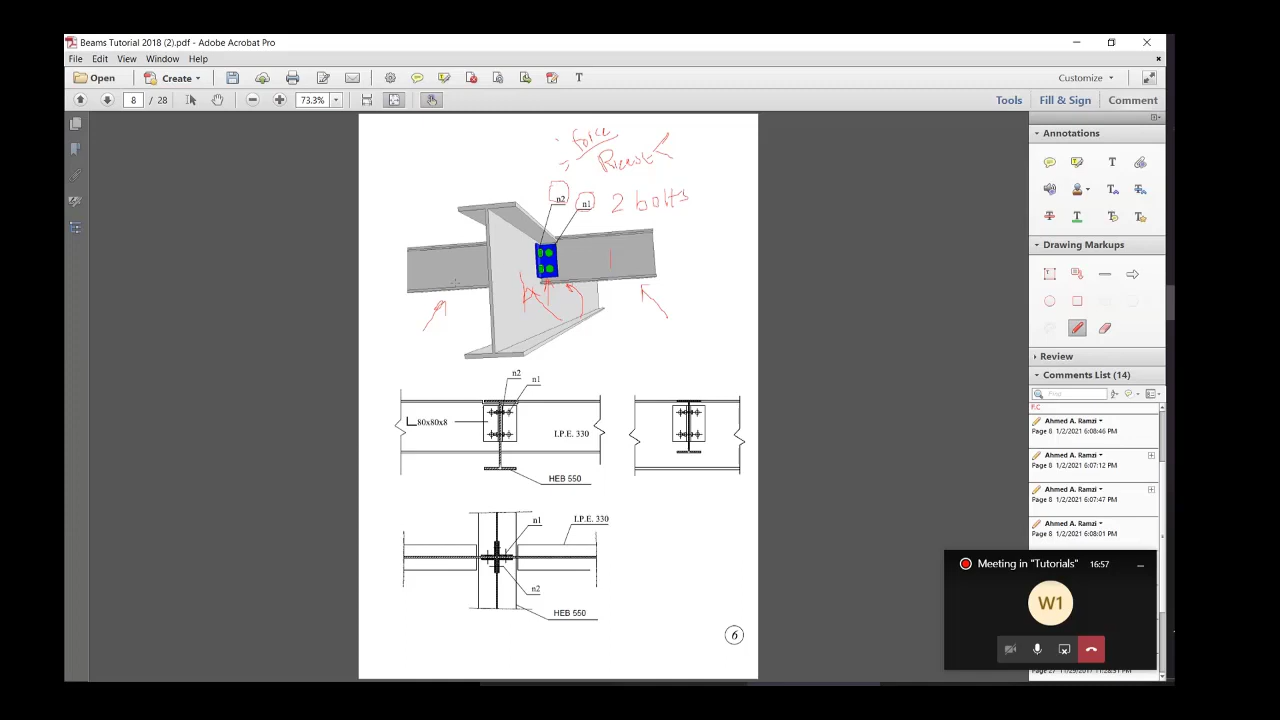 Beams Tutorial 2018 (2).pdf - Adobe Acrobat Pro
File Edit View Window Help
Open Create Customize
8 / 28 73.3% Tools Fill & Sign Comment
Annotations
Force
n2 n1 2 bolts
Drawing Markups
Review
Comments List (14)
Find
Ahmed A. Ramzi
Page 8 1/2/2021 6:08:46 PM
Ahmed A. Ramzi
Page 8 1/2/2021 6:07:12 PM
Ahmed A. Ramzi
Page 8 1/2/2021 6:07:47 PM
Ahmed A. Ramzi
Page 8 1/2/2021 6:08:01 PM
n2 n1
80x80x8
I.P.E. 330
HEB 550
n1 I.P.E. 330
n2
HEB 550
6
Meeting in "Tutorials" 16:57
W1